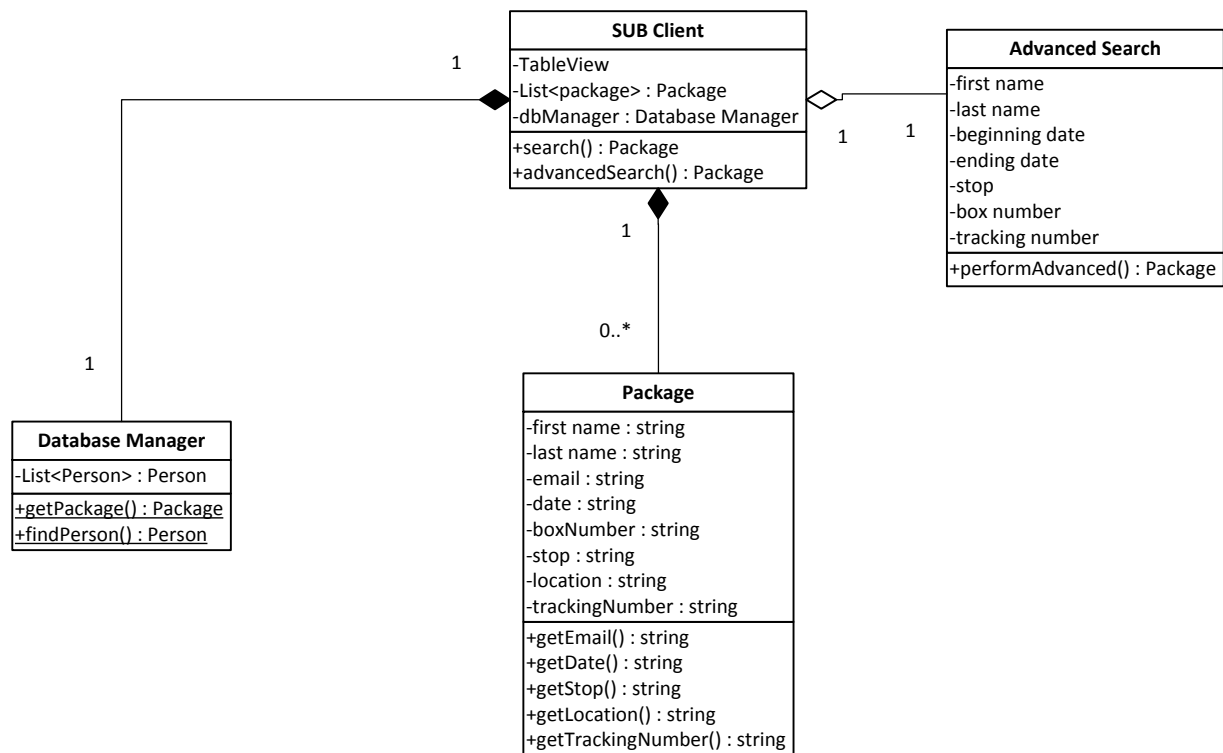 SUB Client
-TableView
-List<package> : Package
-dbManager : Database Manager
+search() : Package
+advancedSearch() : Package
1
1
1
1
0..*
1
Advanced Search
-first name
-last name
-beginning date
-ending date
-stop
-box number
-tracking number
+performAdvanced() : Package
Database Manager
-List<Person> : Person
+getPackage() : Package
+findPerson() : Person
Package
-first name : string
-last name : string
-email : string
-date : string
-boxNumber : string
-stop : string
-location : string
-trackingNumber : string
+getEmail() : string
+getDate() : string
+getStop() : string
+getLocation() : string
+getTrackingNumber() : string